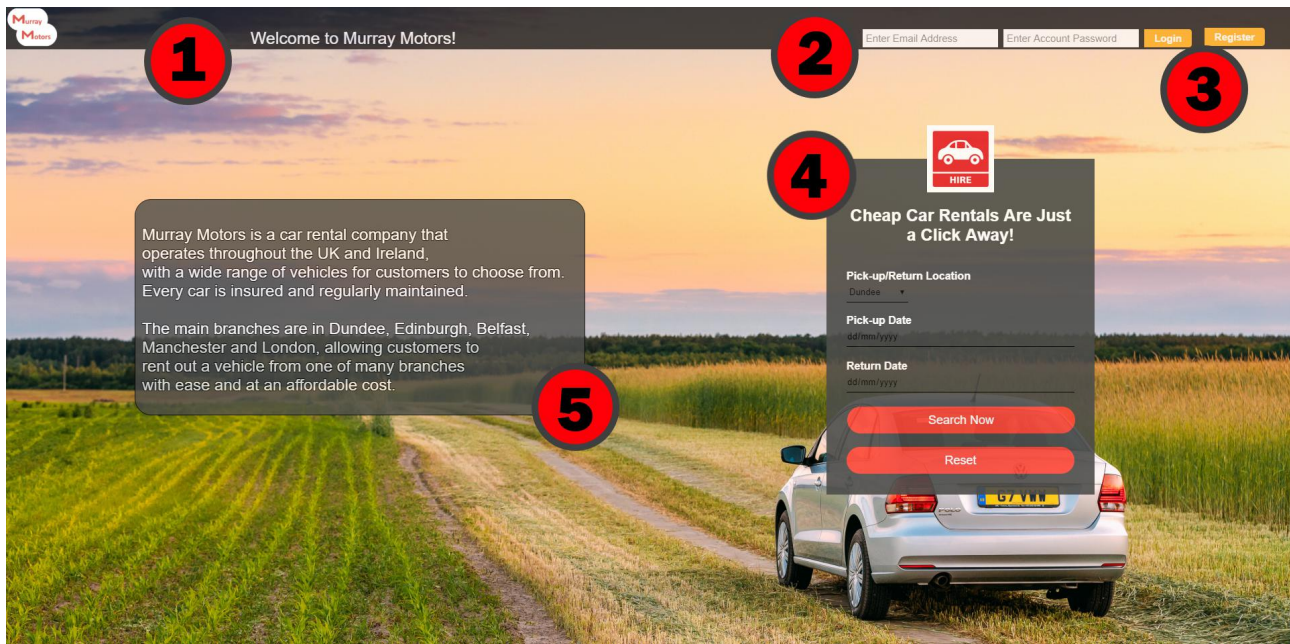 Murray
Motors
1
Welcome to Murray Motors!
2
Enter Email Address
Enter Account Password
Login
Register
3
4
HIRE
Cheap Car Rentals Are Just
a Click Away!
Pick-up/Return Location
Dundee
Pick-up Date
dd/mm/yyyy
Return Date
dd/mm/yyyy
Search Now
Reset
Murray Motors is a car rental company that
operates throughout the UK and Ireland,
with a wide range of vehicles for customers to choose from.
Every car is insured and regularly maintained.
The main branches are in Dundee, Edinburgh, Belfast,
Manchester and London, allowing customers to
rent out a vehicle from one of many branches
with ease and at an affordable cost.
5
POLO
G7 VWW